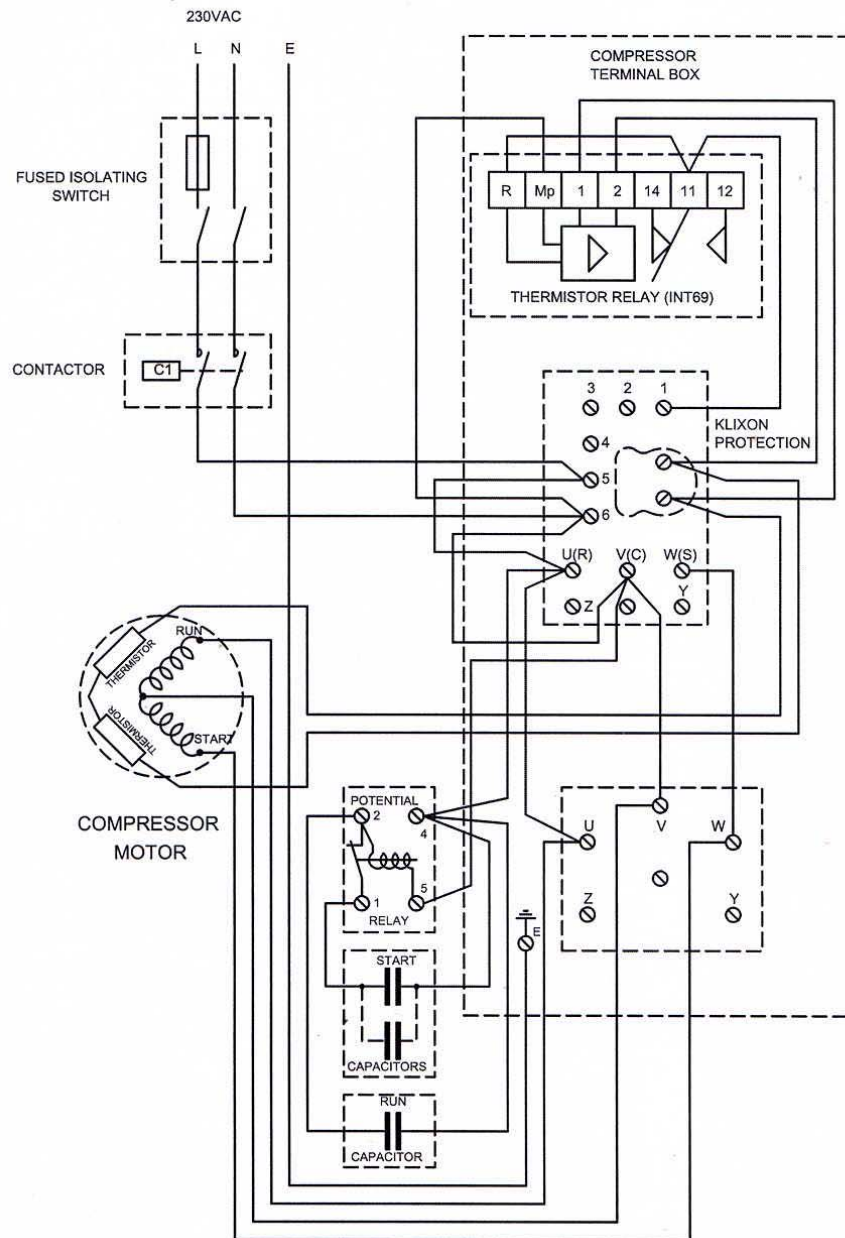 230VAC
L N E
COMPRESSOR
TERMINAL BOX
FUSED ISOLATING
SWITCH
R Mp 1 2 14 11 12
THERMISTOR RELAY (INT69)
CONTACTOR
C1
3 2 1
KLIXON
PROTECTION
4
5
6
U(R) V(C) W(S)
Z Y
RUN
THERMISTOR
THERMISTOR
START
COMPRESSOR
MOTOR
POTENTIAL
2 4
5
1
RELAY
U V W
Z Y
E
START
CAPACITORS
RUN
CAPACITOR